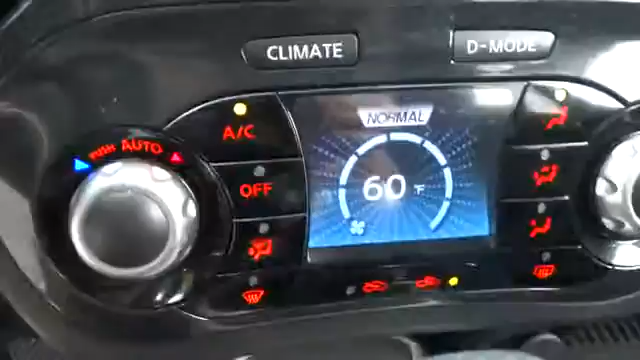 CLIMATE
D-MODE
NORMAL
PUSH AUTO
A/C
OFF
60 °F